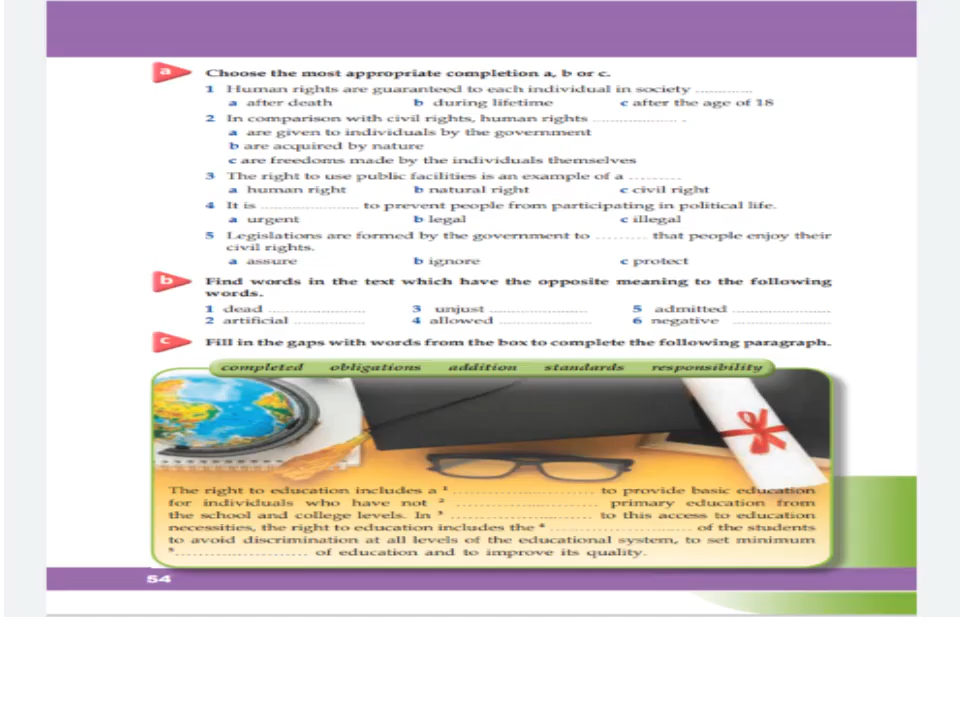 a Choose the most appropriate completion a, b or c.
1 Human rights are guaranteed to each individual in society ..............
a after death b during lifetime c after the age of 18
2 In comparison with civil rights, human rights .................... .
a are given to individuals by the government
b are acquired by nature
c are freedoms made by the individuals themselves
3 The right to use public facilities is an example of a ..........
a human right b natural right c civil right
4 It is ....................... to prevent people from participating in political life.
a urgent b legal c illegal
5 Legislations are formed by the government to ......... that people enjoy their
civil rights.
a assure b ignore c protect
b Find words in the text which have the opposite meaning to the following
words.
1 dead ....................... 3 unjust ....................... 5 admitted .......................
2 artificial ................. 4 allowed ...................... 6 negative .......................
c Fill in the gaps with words from the box to complete the following paragraph.
completed obligations addition standards responsibility
The right to education includes a 1 ................................ to provide basic education
for individuals who have not 2 ................................ primary education from
the school and college levels. In 3 ................................ to this access to education
necessities, the right to education includes the 4 ................................ of the students
to avoid discrimination at all levels of the educational system, to set minimum
5 ................................ of education and to improve its quality.
54